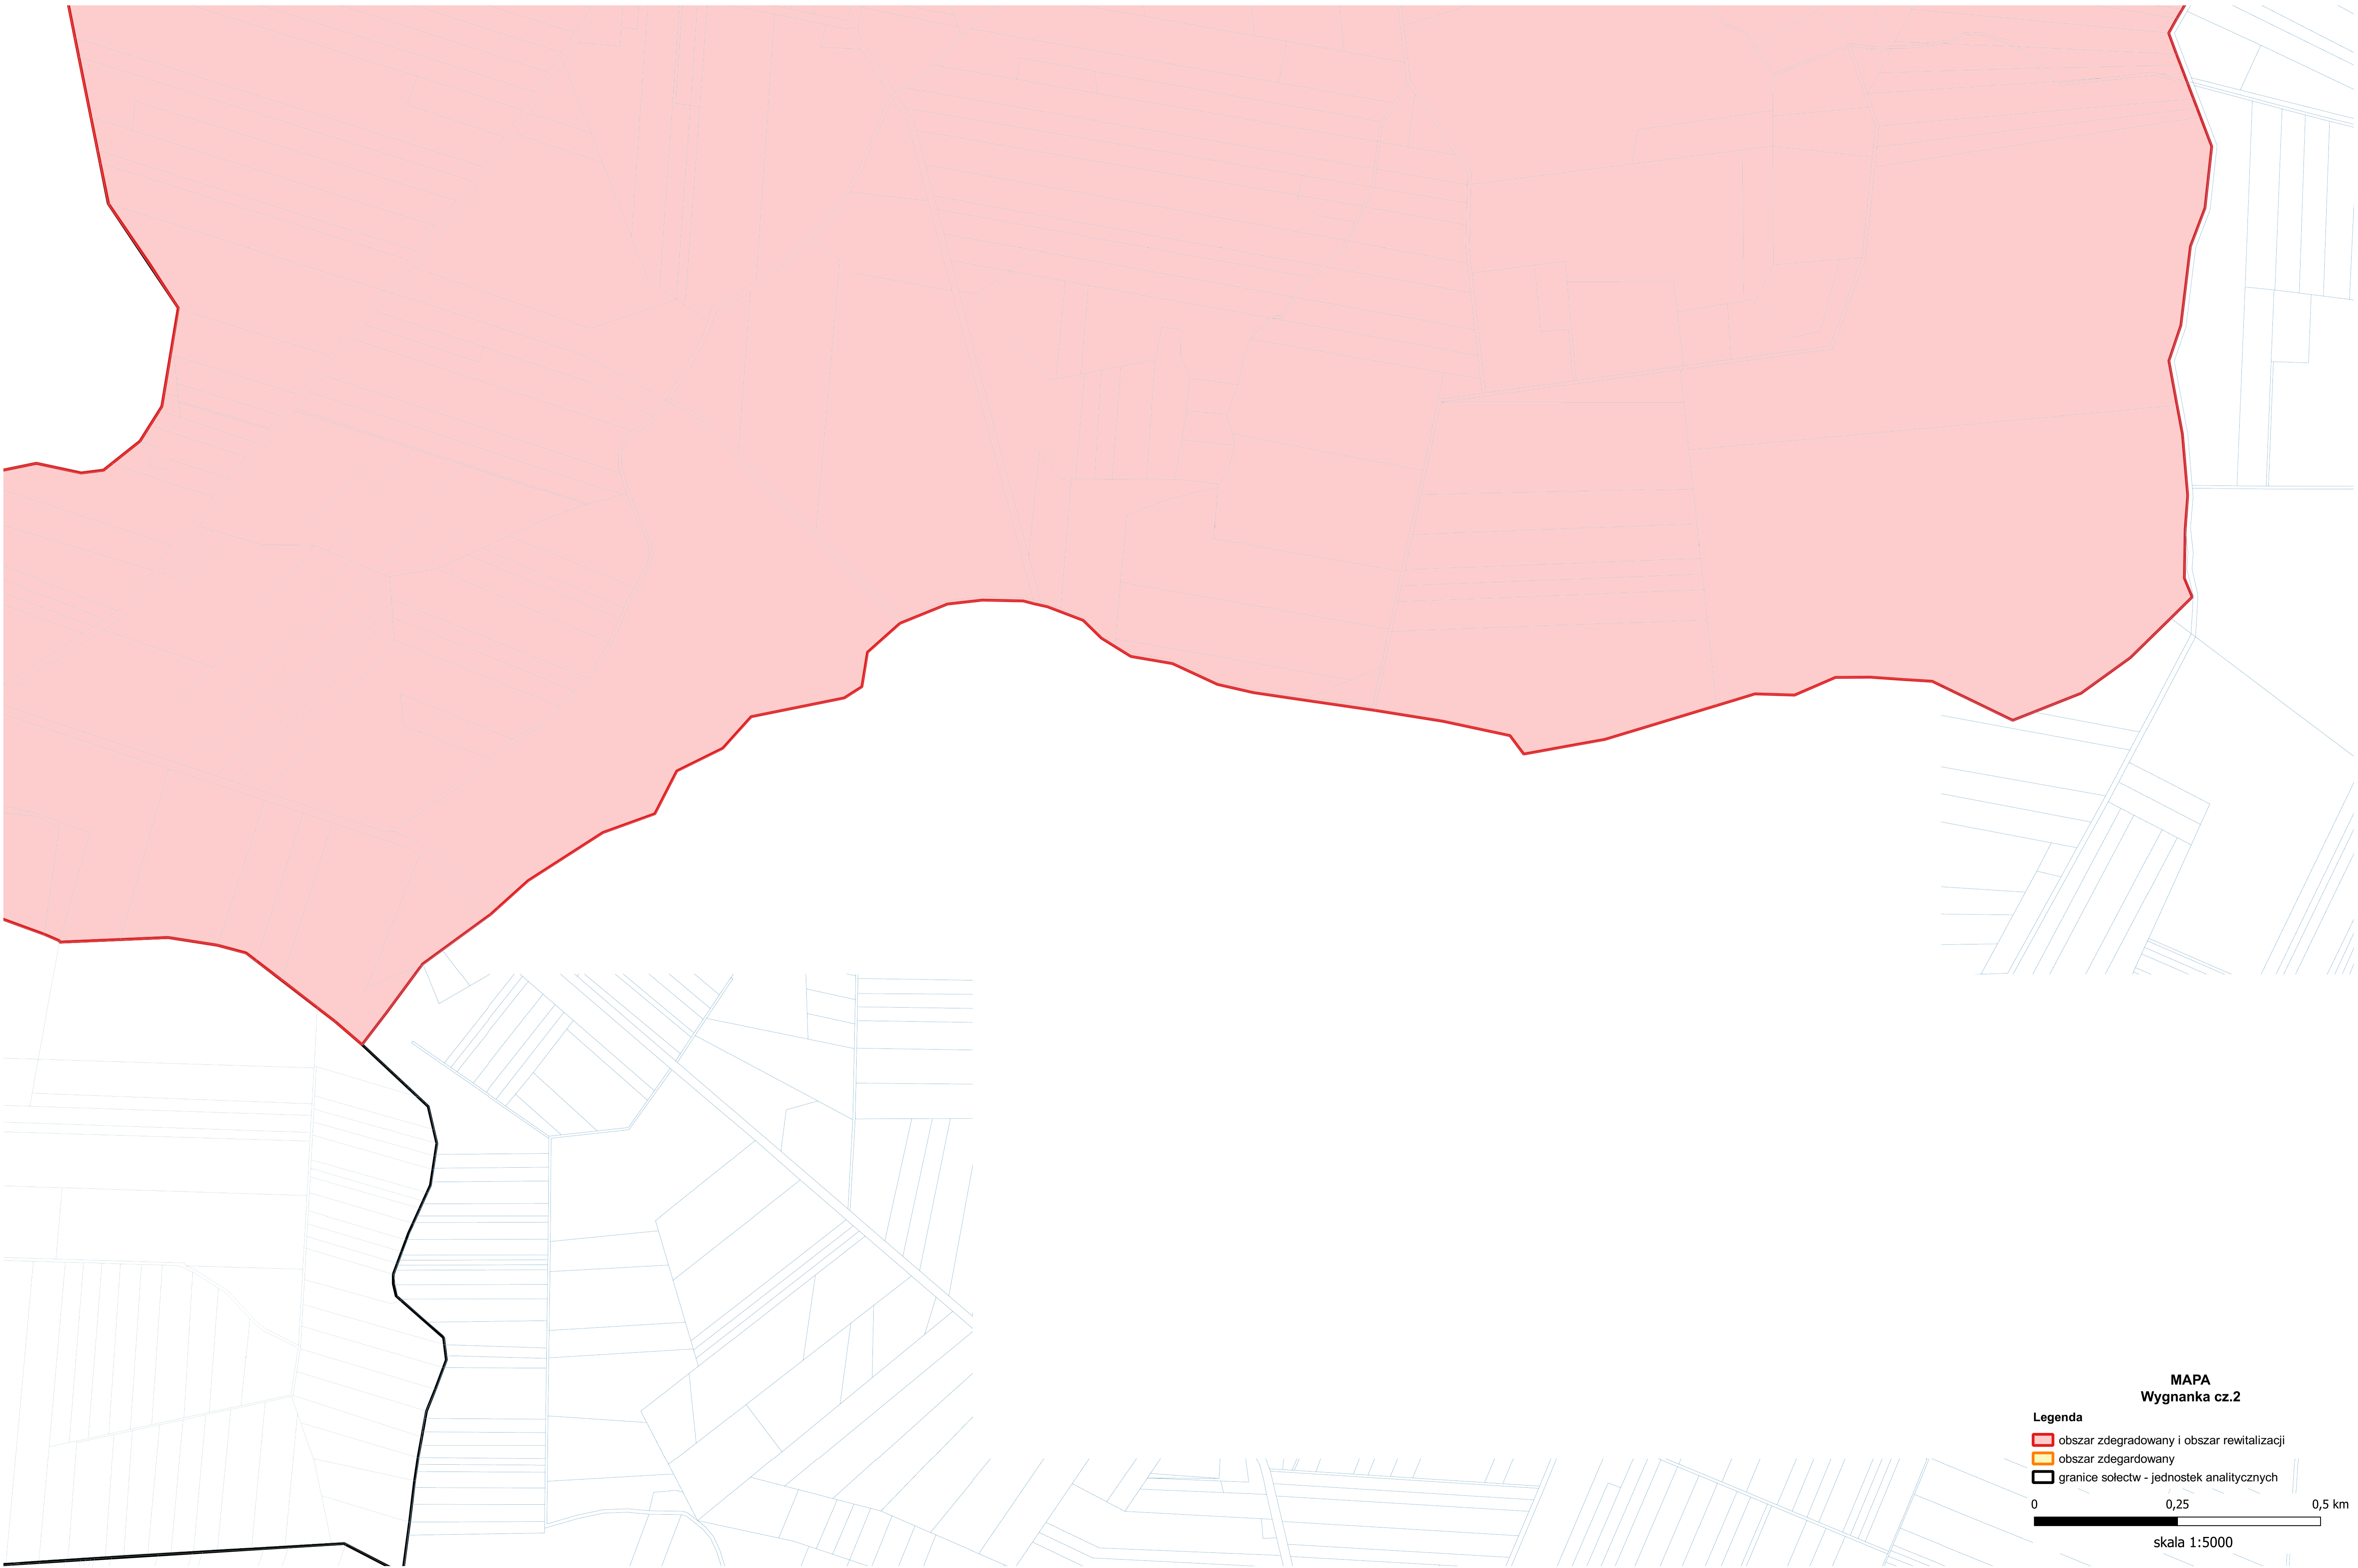 MAPA
Wygnanka cz.2
Legenda
obszar zdegradowany i obszar rewitalizacji
obszar zdegardowany
granice sołectw - jednostek analitycznych
0 0,25 0,5 km
skala 1:5000